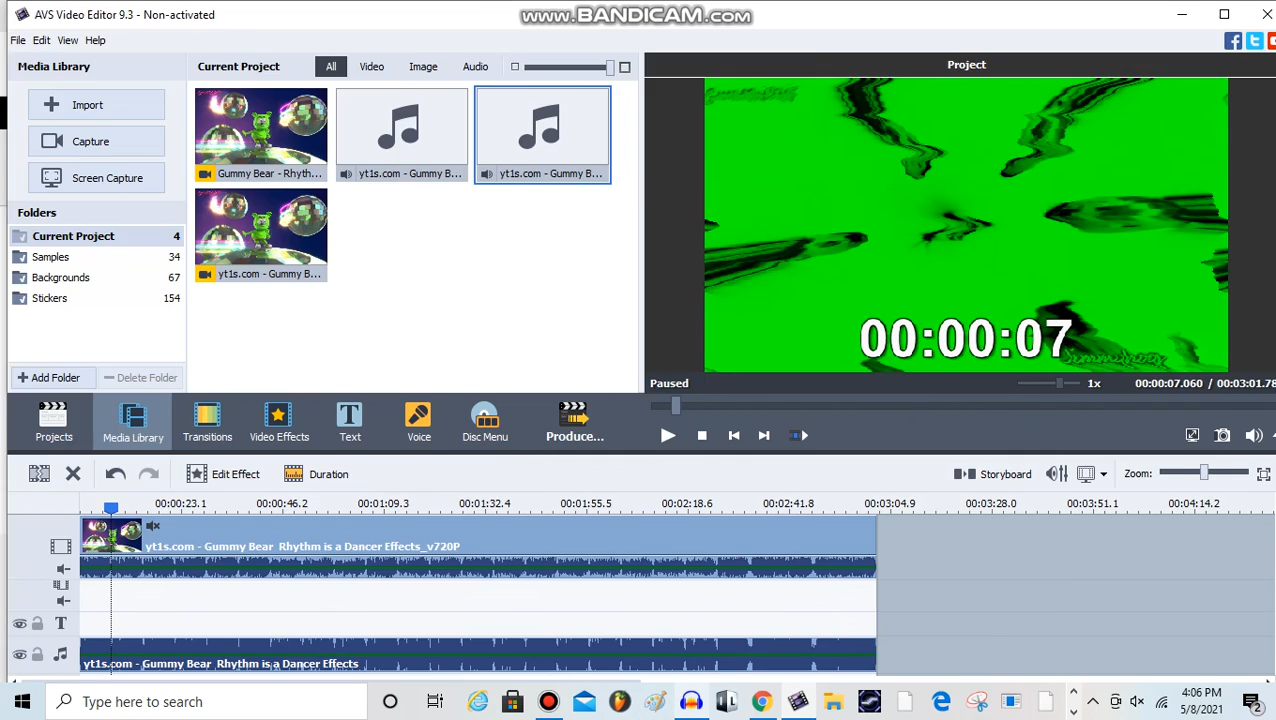 AVS Video Editor 9.3 - Non-activated
www.BANDICAM.com
File Edit View Help
Media Library
Current Project
All
Video
Image
Audio
Project
Import
Capture
Screen Capture
Gummy Bear - Rhyth...
yt1s.com - Gummy B...
yt1s.com - Gummy B...
Folders
Current Project 4
Samples 34
Backgrounds 67
Stickers 154
yt1s.com - Gummy B...
00:00:07
+ Add Folder
Delete Folder
Paused
1x
00:00:07.060 / 00:03:01.78
Projects
Media Library
Transitions
Video Effects
Text
Voice
Disc Menu
Produce...
Edit Effect
Duration
Storyboard
Zoom:
00:00:23.1 00:00:46.2 00:01:09.3 00:01:32.4 00:01:55.5 00:02:18.6 00:02:41.8 00:03:04.9 00:03:28.0 00:03:51.1 00:04:14.2
yt1s.com - Gummy Bear Rhythm is a Dancer Effects_v720P
T
yt1s.com - Gummy Bear Rhythm is a Dancer Effects
Type here to search
4:06 PM
5/8/2021
2